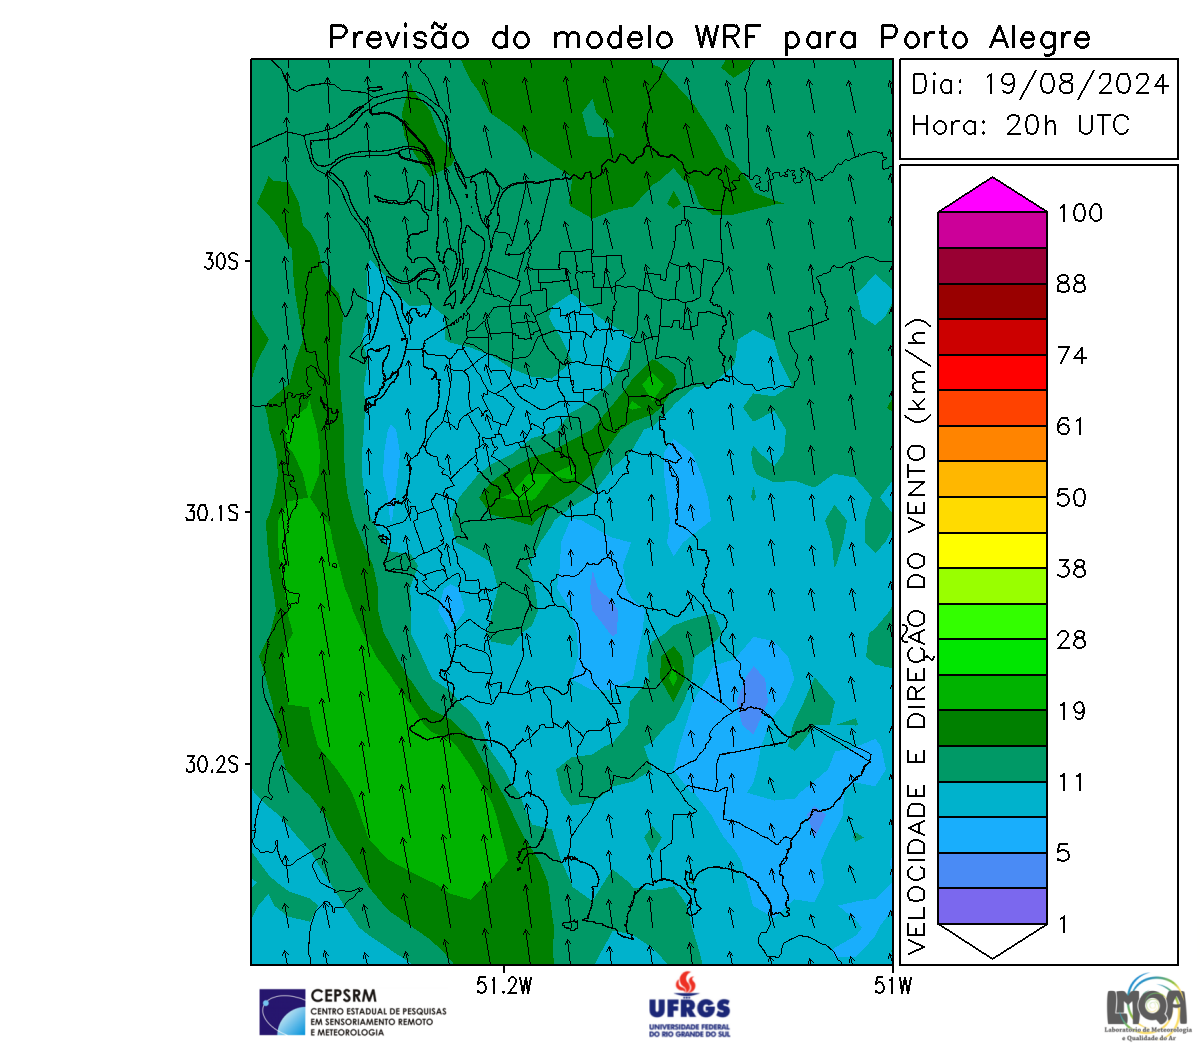 Previsão do modelo WRF para Porto Alegre
Dia: 19/08/2024
Hora: 20h UTC
30S
30.1S
30.2S
51.2W
51W
VELOCIDADE E DIREÇÃO DO VENTO (km/h)
100
88
74
61
50
38
28
19
11
5
1
CEPSRM
CENTRO ESTADUAL DE PESQUISAS
EM SENSORIAMENTO REMOTO
E METEOROLOGIA
UFRGS
UNIVERSIDADE FEDERAL
DO RIO GRANDE DO SUL
LMQA
Laboratório de Meteorologia
e Qualidade do Ar